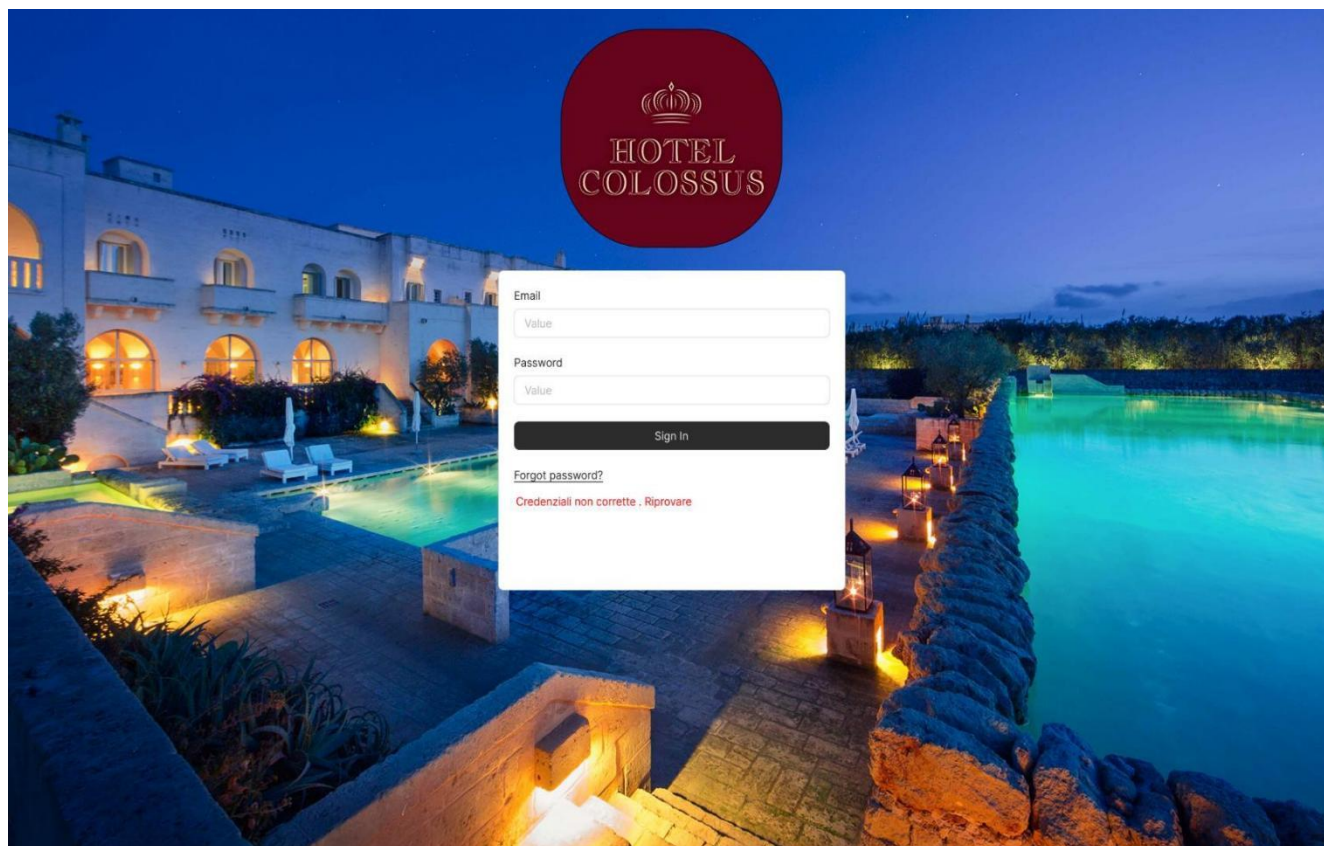 HOTEL
COLOSSUS
Email
Value
Password
Value
Sign In
Forgot password?
Credenziali non corrette . Riprovare